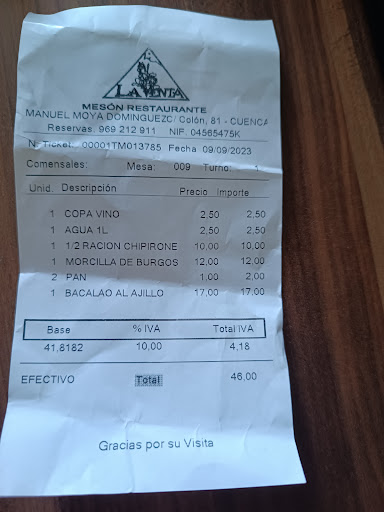 LA VENTA
MESÓN RESTAURANTE
MANUEL MOYA DOMINGUEZC/ Colón, 81 - CUENCA
Reservas. 969 212 911 NIF. 04565475K
N. Ticket: 00001TM013785 Fecha 09/09/2023
Comensales: Mesa: 009 Turno: 1
Unid. Descripción Precio Importe
1 COPA VINO 2,50 2,50
1 AGUA 1L 2,50 2,50
1 1/2 RACION CHIPIRONE 10,00 10,00
1 MORCILLA DE BURGOS 12,00 12,00
2 PAN 1,00 2,00
1 BACALAO AL AJILLO 17,00 17,00
Base % IVA Total IVA
41,8182 10,00 4,18
EFECTIVO Total 46,00
Gracias por su Visita